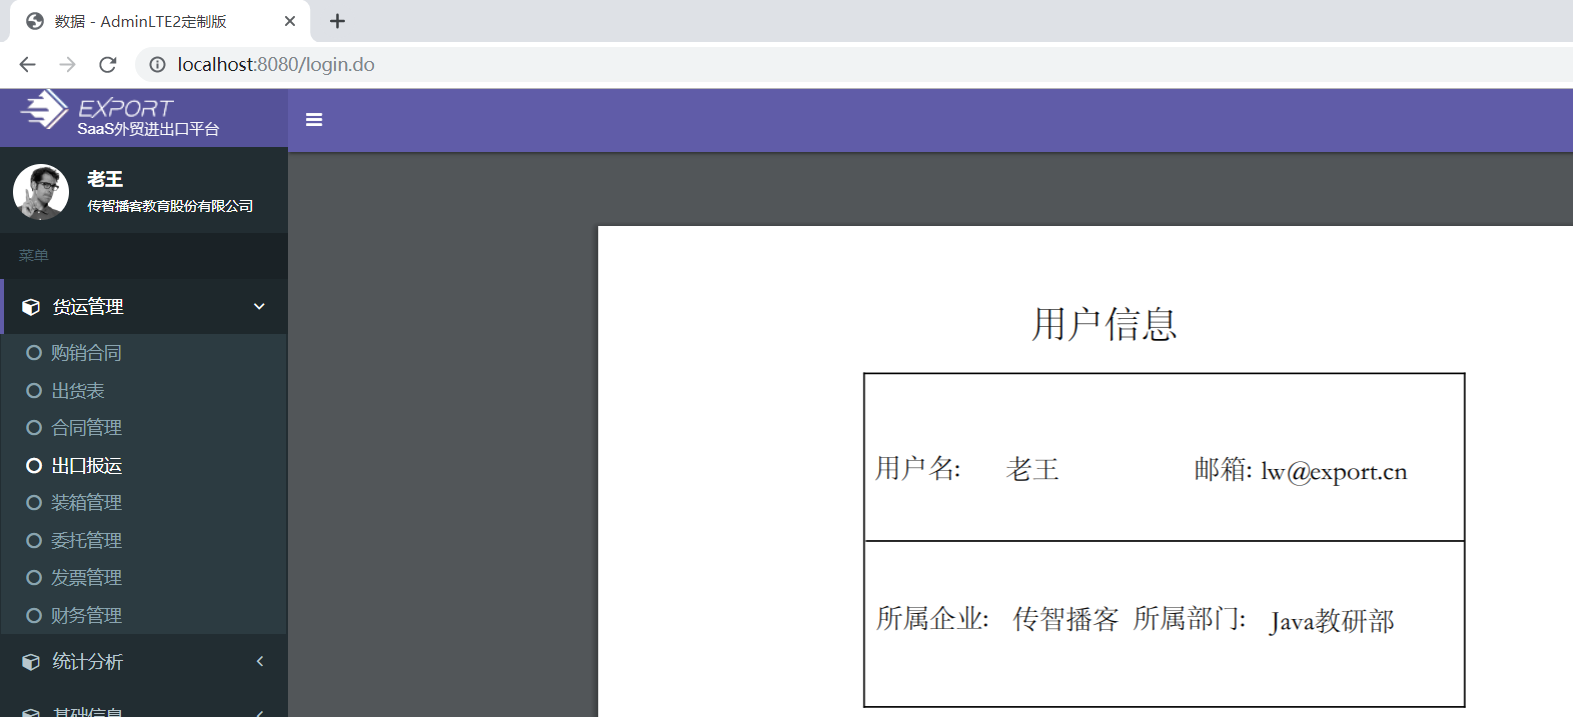 数据 - AdminLTE2定制版
localhost:8080/login.do
EXPORT
SaaS外贸进出口平台
老王
传智播客教育股份有限公司
菜单
货运管理
购销合同
出货表
合同管理
出口报运
装箱管理
委托管理
发票管理
财务管理
统计分析
基础信息
用户信息
用户名: 老王 邮箱: lw@export.cn
所属企业: 传智播客 所属部门: Java教研部